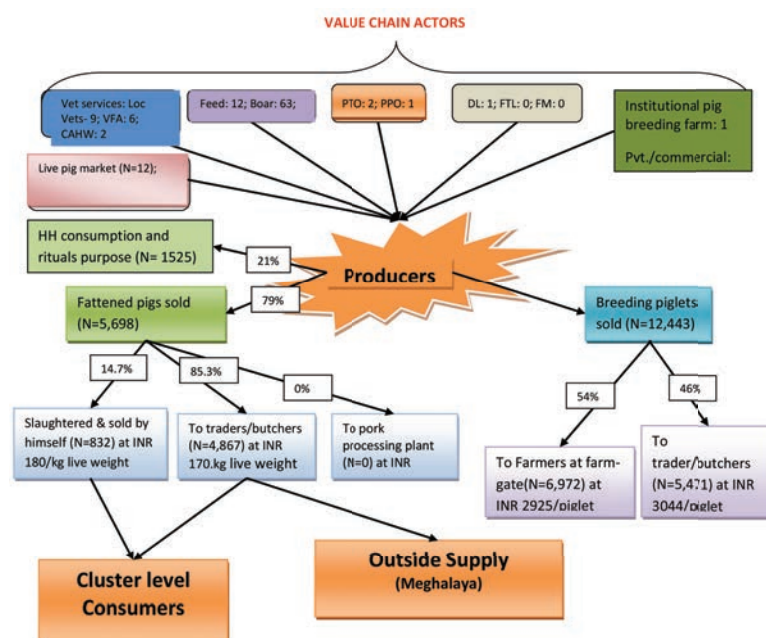 VALUE CHAIN ACTORS
Vet services: Loc
Vets- 9; VFA: 6;
CAHW: 2
Feed: 12; Boar: 63;
PTO: 2; PPO: 1
DL: 1; FTL: 0; FM: 0
Institutional pig
breeding farm: 1
Pvt./commercial:
Live pig market (N=12);
HH consumption and
rituals purpose (N= 1525)
21%
Producers
79%
Fattened pigs sold
(N=5,698)
Breeding piglets
sold (N=12,443)
14.7%
85.3%
0%
54%
46%
Slaughtered & sold by
himself (N=832) at INR
180/kg live weight
To traders/butchers
(N=4,867) at INR
170.kg live weight
To pork
processing plant
(N=0) at INR
To Farmers at farm-
gate(N=6,972) at
INR 2925/piglet
To
trader/butchers
(N=5,471) at INR
3044/piglet
Cluster level
Consumers
Outside Supply
(Meghalaya)